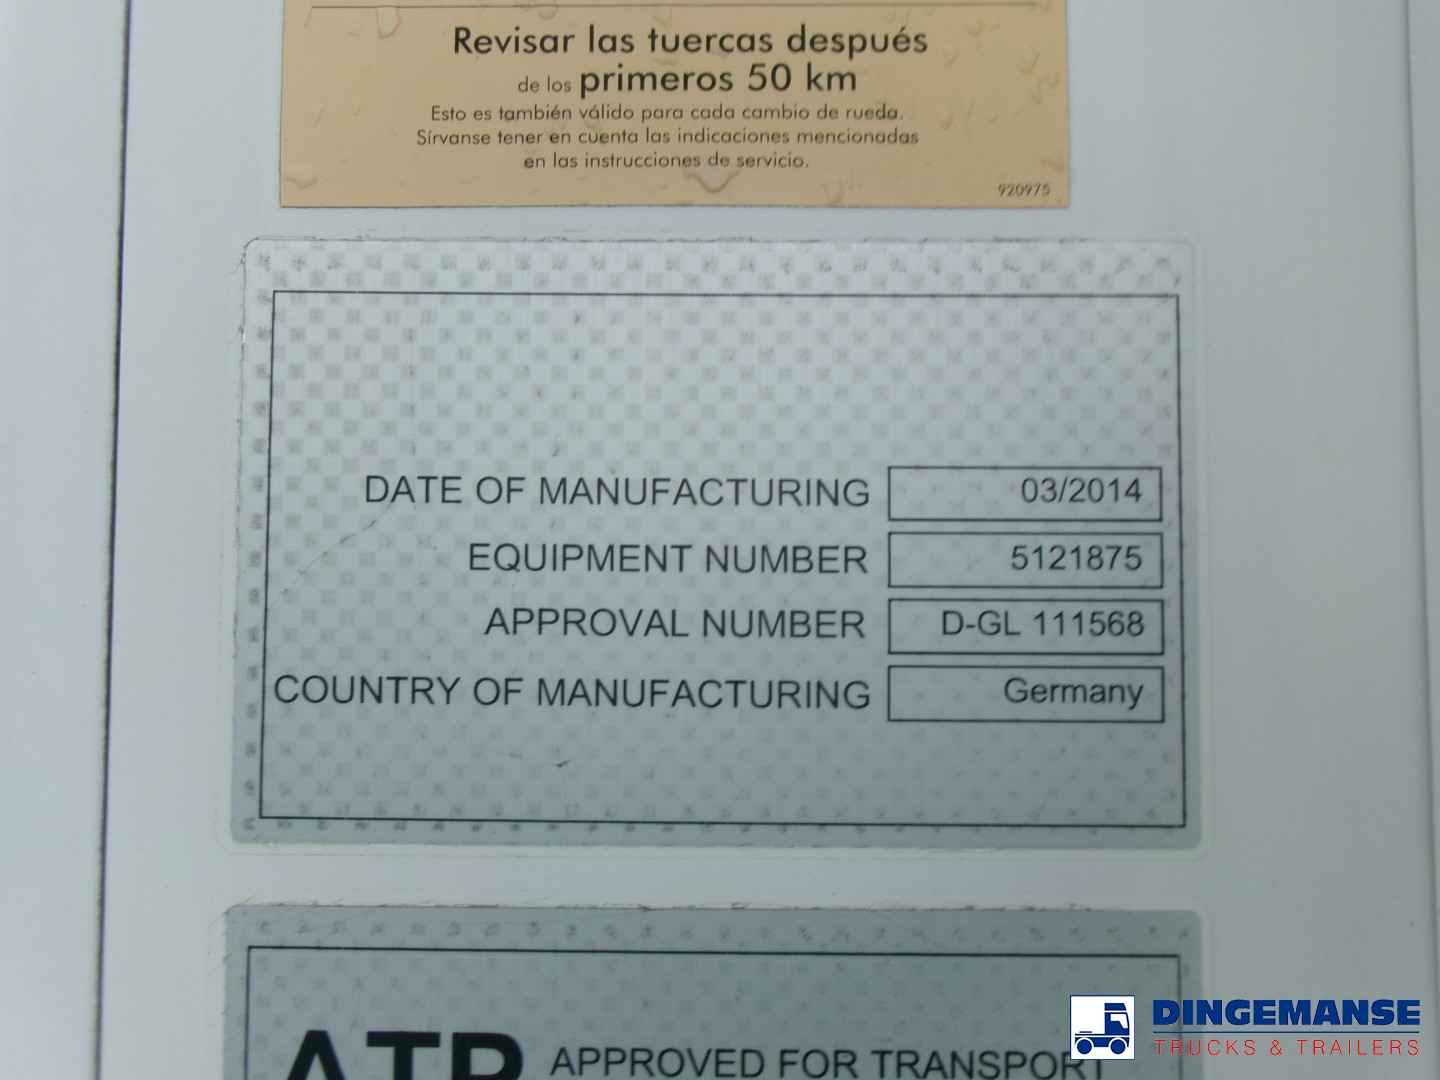 Revisar las tuercas después
de los primeros 50 km
Esto es también válido para cada cambio de rueda.
Sírvanse tener en cuenta las indicaciones mencionadas
en las instrucciones de servicio.
920975
DATE OF MANUFACTURING 03/2014
EQUIPMENT NUMBER 5121875
APPROVAL NUMBER D-GL 111568
COUNTRY OF MANUFACTURING Germany
ATP APPROVED FOR TRANSPORT
DINGEMANSE
TRUCKS & TRAILERS